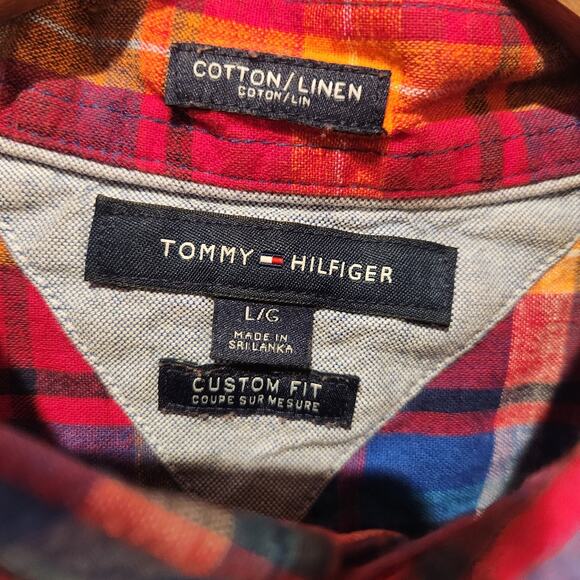 COTTON/LINEN
COTON/LIN
TOMMY HILFIGER
L/G
MADE IN
SRI LANKA
CUSTOM FIT
COUPE SUR MESURE